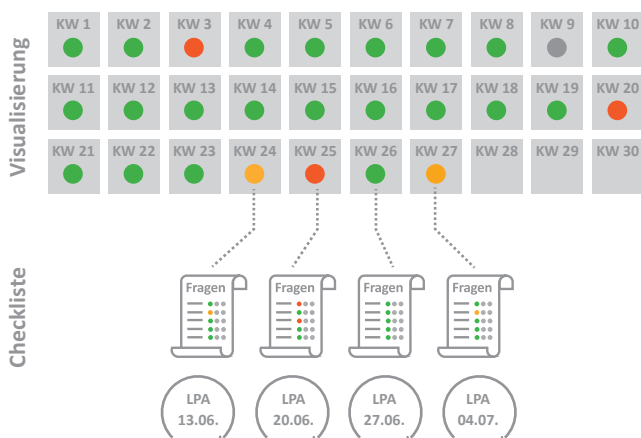 Visualisierung
KW 1 KW 2 KW 3 KW 4 KW 5 KW 6 KW 7 KW 8 KW 9 KW 10
KW 11 KW 12 KW 13 KW 14 KW 15 KW 16 KW 17 KW 18 KW 19 KW 20
KW 21 KW 22 KW 23 KW 24 KW 25 KW 26 KW 27 KW 28 KW 29 KW 30
Checkliste
Fragen Fragen Fragen Fragen
LPA LPA LPA LPA
13.06. 20.06. 27.06. 04.07.